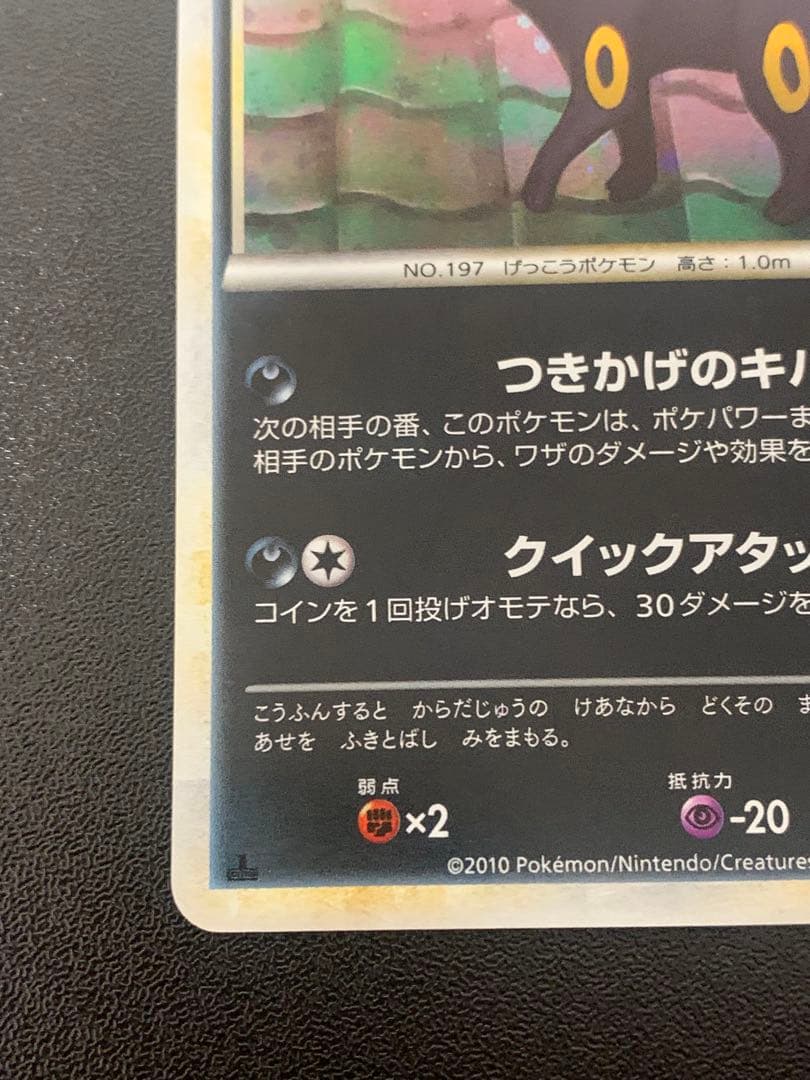 NO.197 げっこうポケモン 高さ：1.0m
つきかげのキバ
次の相手の番、このポケモンは、ポケパワーま
相手のポケモンから、ワザのダメージや効果を
クイックアタッ
コインを1回投げオモテなら、30ダメージを
こうふんすると からだじゅうの けあなから どくその ま
あせを ふきとばし みをまもる。
弱点
×2
抵抗力
-20
©2010 Pokémon/Nintendo/Creatures